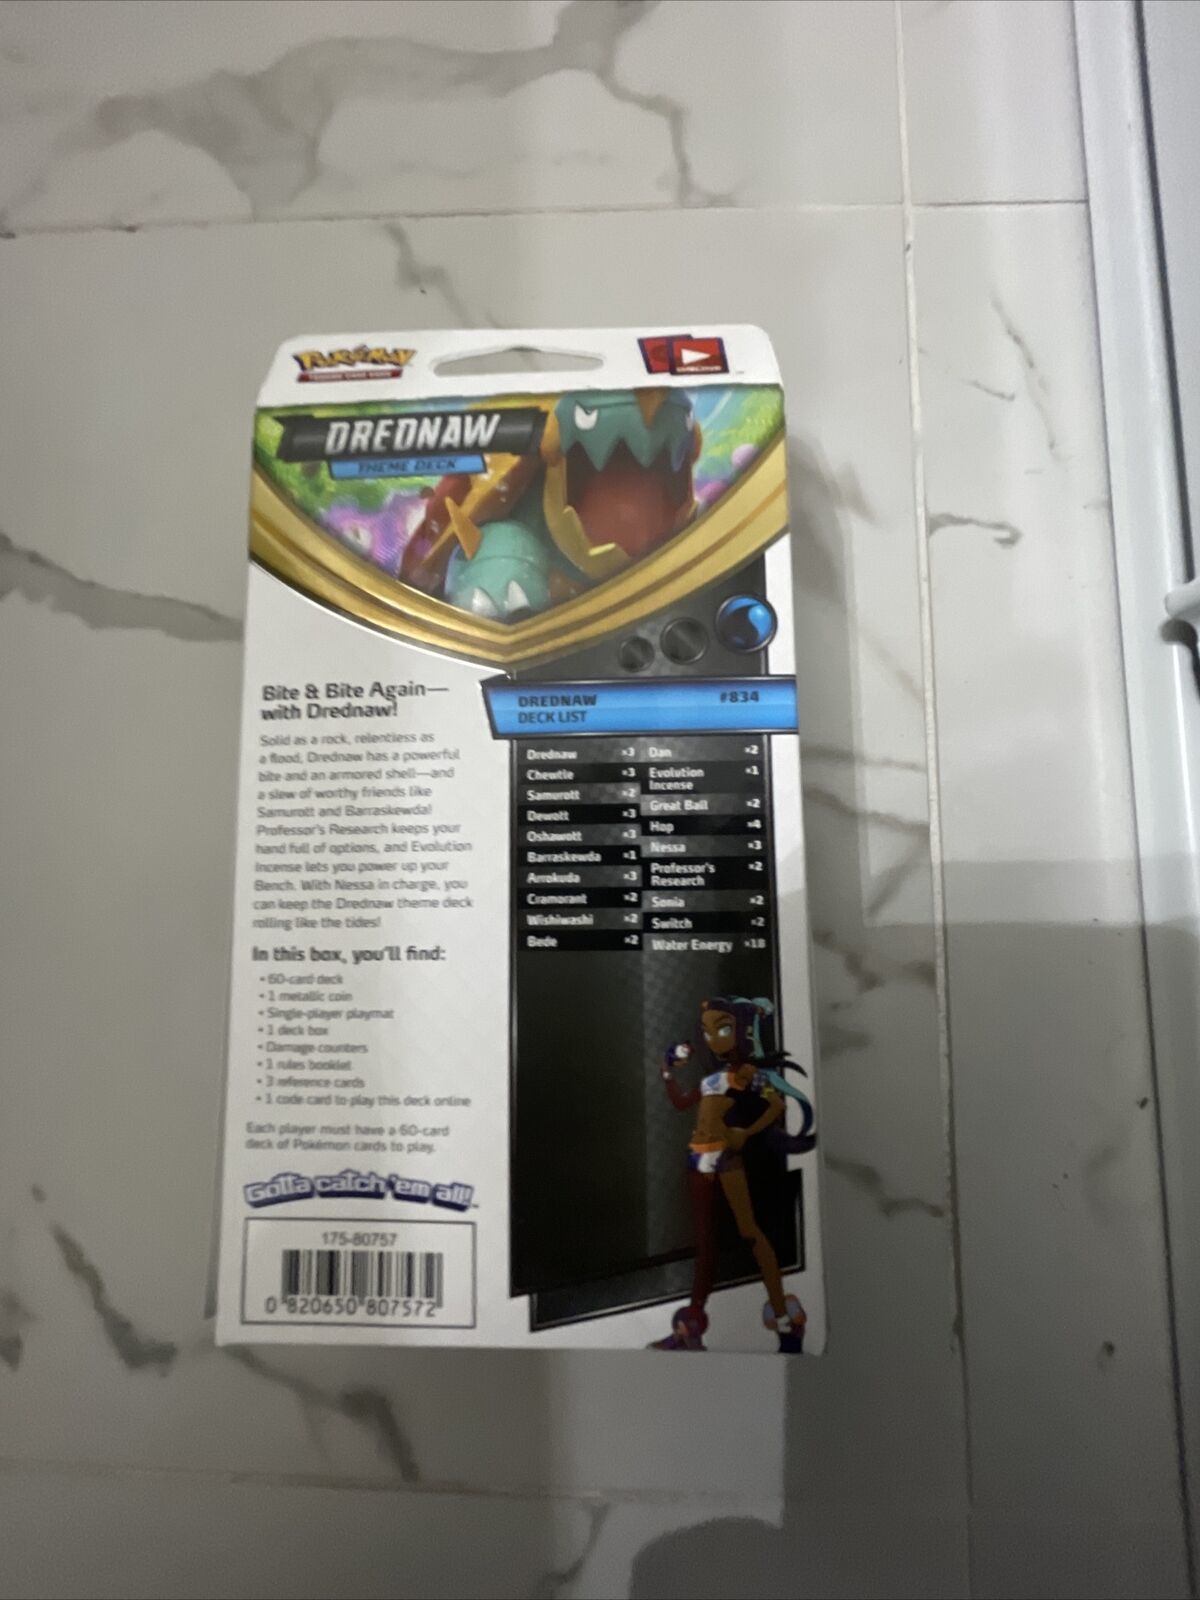 Pokémon
TRADING CARD GAME
ONLINE
DREDNAW
THEME DECK
Bite & Bite Again—
with Drednaw!
Solid as a rock, relentless as
a flood, Drednaw has a powerful
bite and an armored shell—and
a slew of worthy friends like
Samurott and Barraskewda!
Professor's Research keeps your
hand full of options, and Evolution
Incense lets you power up your
Bench. With Nessa in charge, you
can keep the Drednaw theme deck
rolling like the tides!
In this box, you'll find:
• 60-card deck
• 1 metallic coin
• Single-player playmat
• 1 deck box
• Damage counters
• 1 rules booklet
• 3 reference cards
• 1 code card to play this deck online
Each player must have a 60-card
deck of Pokémon cards to play.
Gotta catch 'em all!™
175-80757
0 820650 807572
DREDNAW #834
DECK LIST
Drednaw ×3
Chewtle ×3
Samurott ×2
Dewott ×3
Oshawott ×3
Barraskewda ×1
Arrokuda ×3
Cramorant ×2
Wishiwashi ×2
Bede ×2
Dan ×2
Evolution ×1
Incense
Great Ball ×2
Hop ×4
Nessa ×3
Professor's ×2
Research
Sonia ×2
Switch ×2
Water Energy ×18